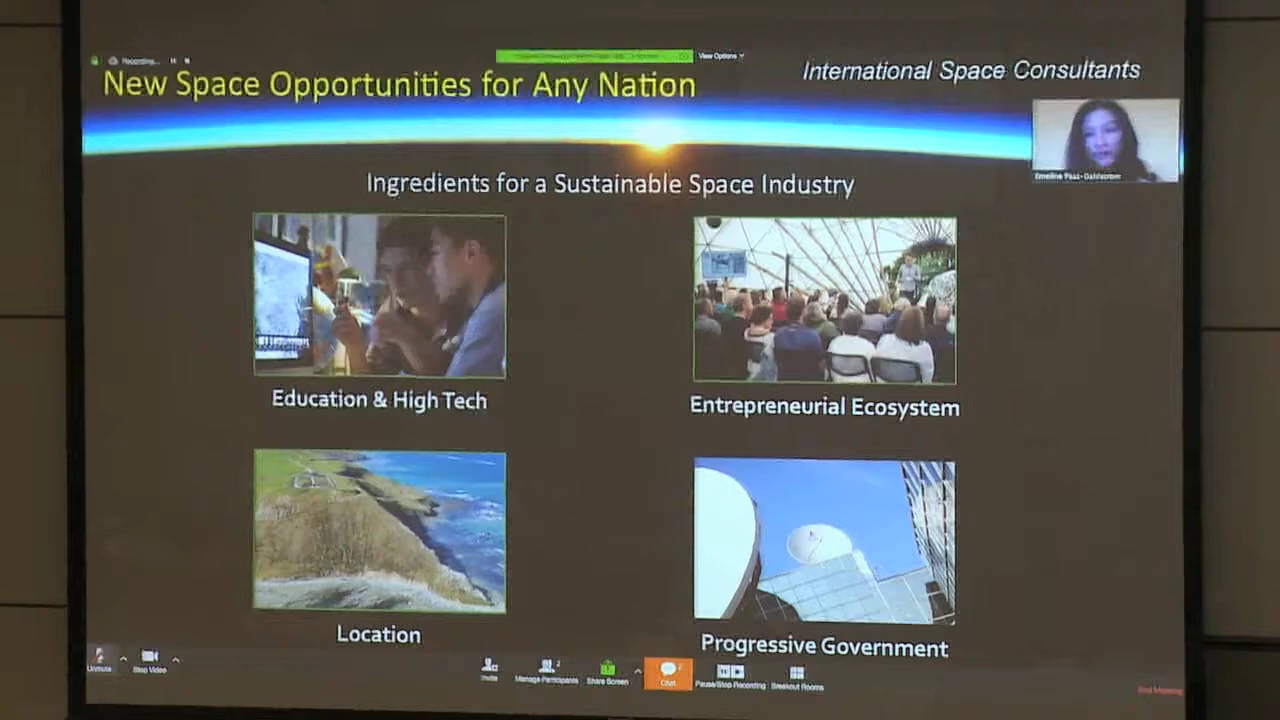 Recording...
View Options
New Space Opportunities for Any Nation
International Space Consultants
Ingredients for a Sustainable Space Industry
Education & High Tech
Entrepreneurial Ecosystem
Location
Progressive Government
Unmute
Stop Video
Invite
Manage Participants
2
Share Screen
Chat
Pause/Stop Recording
Breakout Rooms
End Meeting